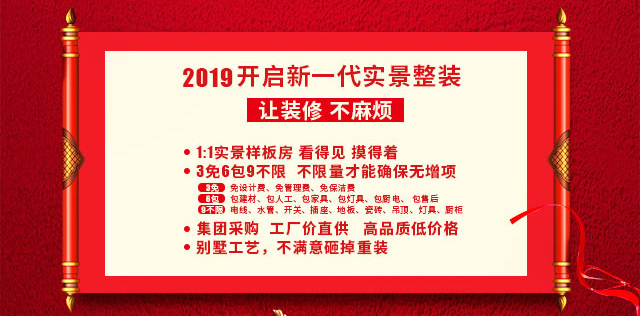 2019开启新一代实景整装
让装修 不麻烦
• 1:1实景样板房 看得见 摸得着
• 3免6包9不限 不限量才能确保无增项
3免 免设计费、免管理费、免保洁费
6包 包建材、包人工、包家具、包灯具、包厨电、包售后
9不限 电线、水管、开关、插座、地板、瓷砖、吊顶、灯具、厨柜
• 集团采购 工厂价直供 高品质低价格
• 别墅工艺，不满意砸掉重装